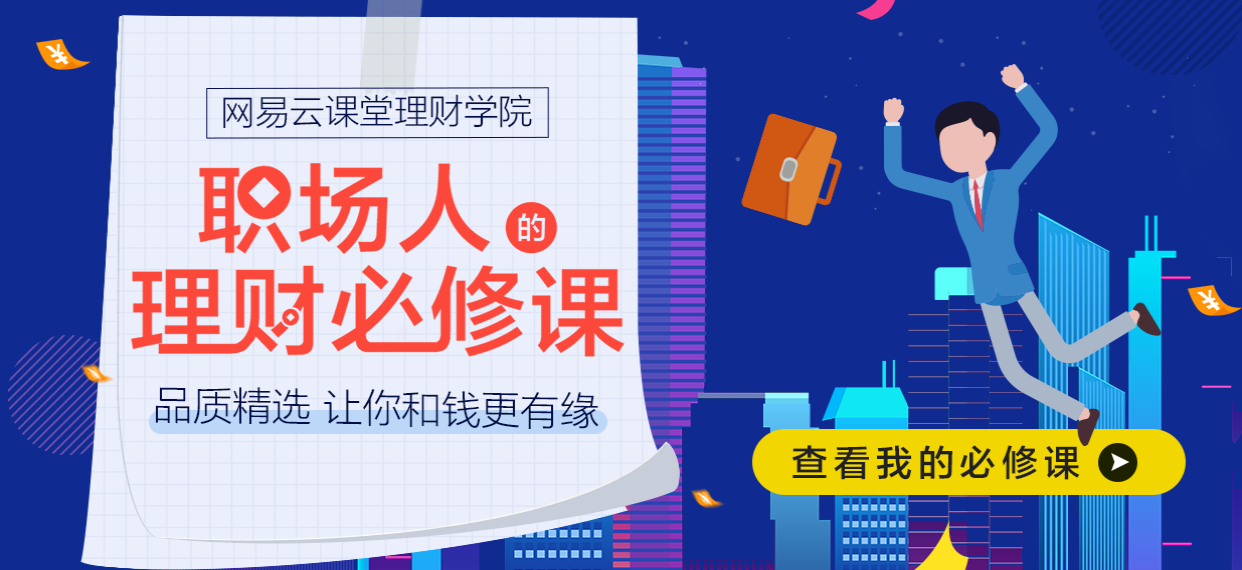 网易云课堂理财学院
职场人的
理财必修课
品质精选 让你和钱更有缘
查看我的必修课
¥
¥